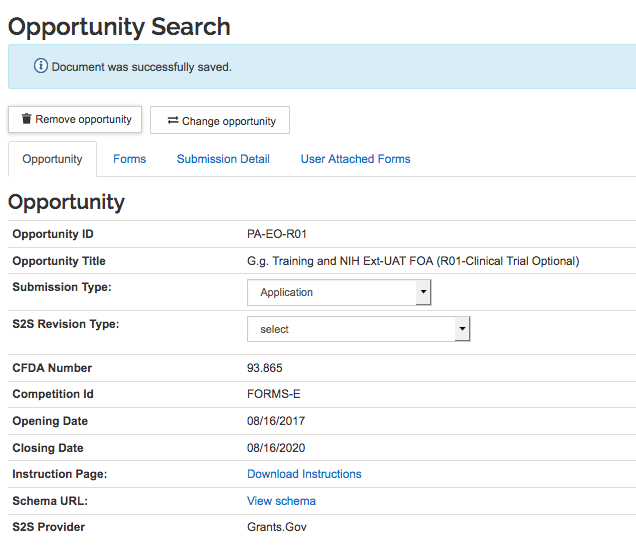 Opportunity Search
Document was successfully saved.
Remove opportunity Change opportunity
Opportunity Forms Submission Detail User Attached Forms
Opportunity
Opportunity ID PA-EO-R01
Opportunity Title G.g. Training and NIH Ext-UAT FOA (R01-Clinical Trial Optional)
Submission Type: Application
S2S Revision Type: select
CFDA Number 93.865
Competition Id FORMS-E
Opening Date 08/16/2017
Closing Date 08/16/2020
Instruction Page: Download Instructions
Schema URL: View schema
S2S Provider Grants.Gov